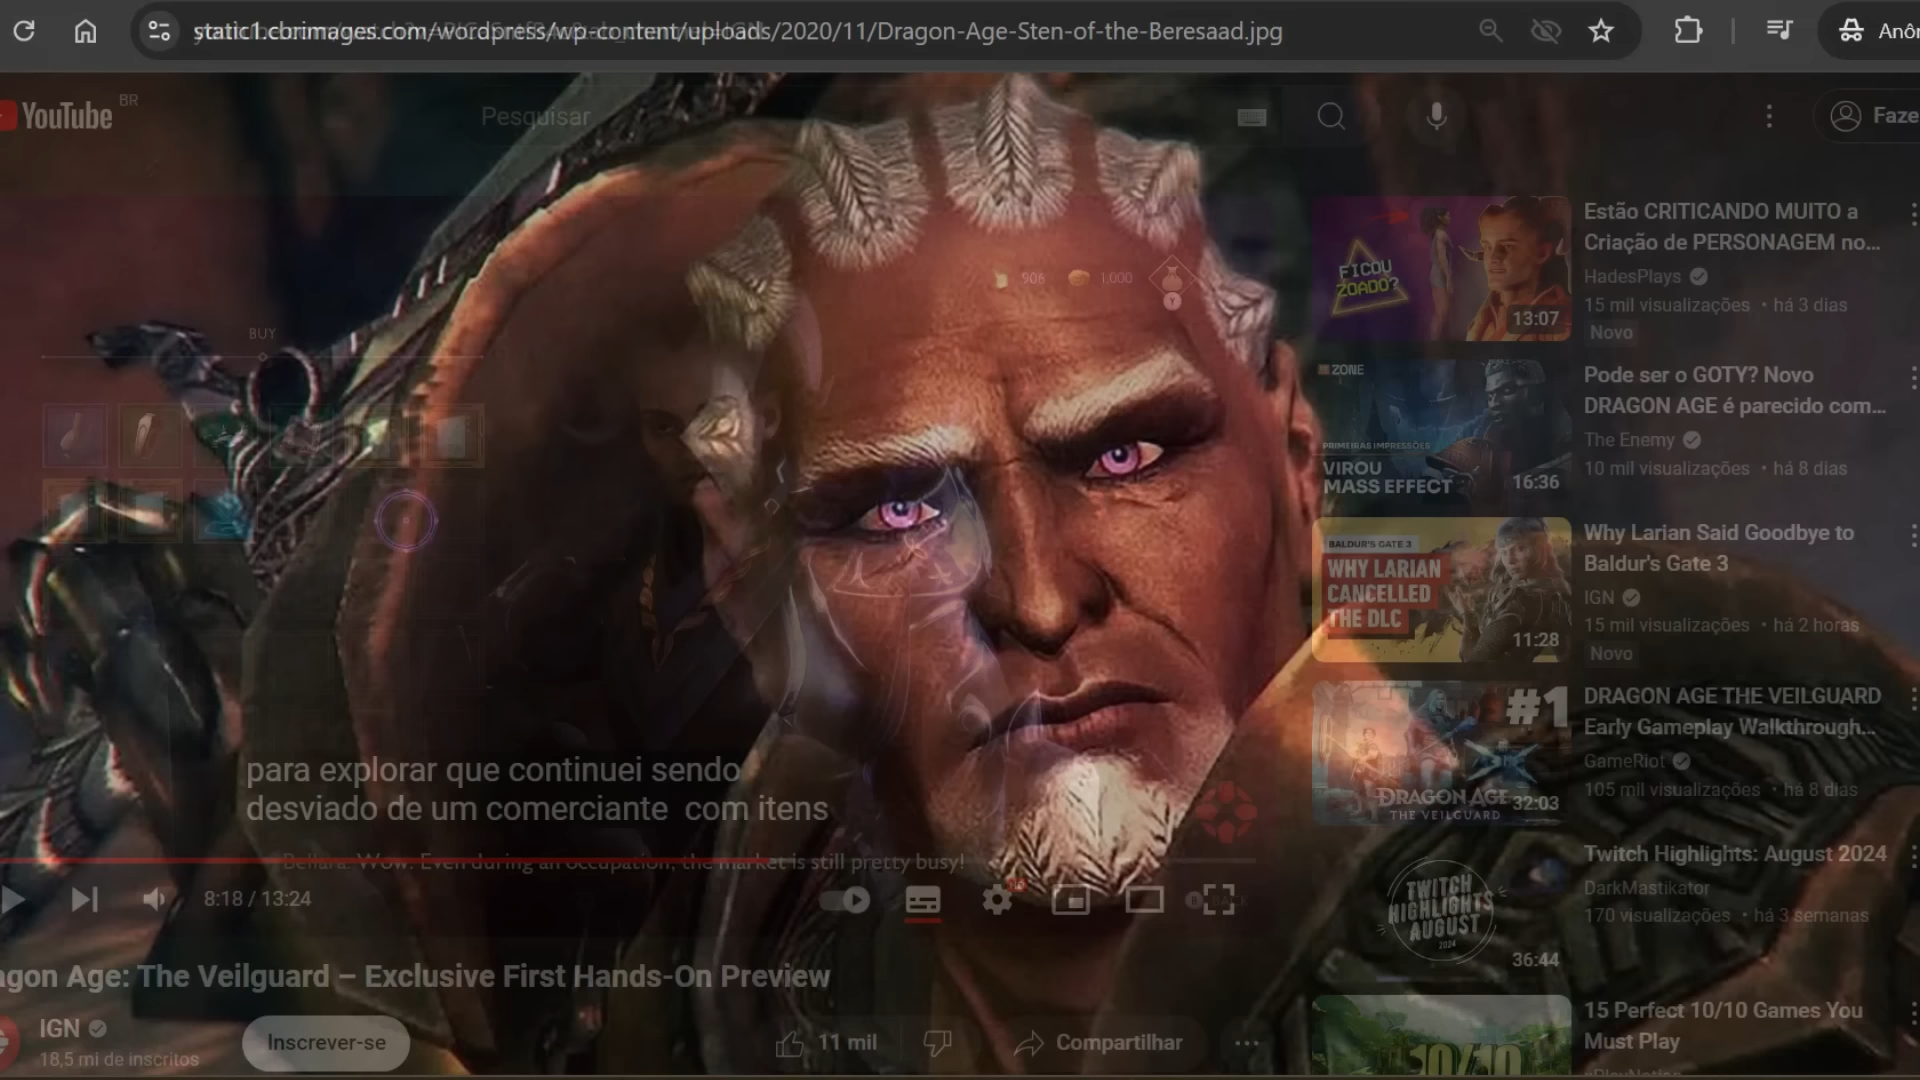 static1.cbrimages.com/wordpress/wp-content/uploads/2020/11/Dragon-Age-Sten-of-the-Beresaad.jpg
Anôn
YouTube BR
Pesquisar
Faze
906 1.000
Y
BUY
para explorar que continuei sendo
desviado de um comerciante com itens
Bellara: Wow. Even during an occupation, the market is still pretty busy!
8:18 / 13:24
agon Age: The Veilguard – Exclusive First Hands-On Preview
IGN
18,5 mi de inscritos
Inscrever-se
11 mil
Compartilhar
FICOU
ZOADO?
13:07
Estão CRITICANDO MUITO a
Criação de PERSONAGEM no...
HadesPlays
15 mil visualizações • há 3 dias
Novo
ZONE
PRIMEIRAS IMPRESSÕES
VIROU
MASS EFFECT
16:36
Pode ser o GOTY? Novo
DRAGON AGE é parecido com...
The Enemy
10 mil visualizações • há 8 dias
BALDUR'S GATE 3
WHY LARIAN
CANCELLED
THE DLC
11:28
Why Larian Said Goodbye to
Baldur's Gate 3
IGN
15 mil visualizações • há 2 horas
Novo
#1
DRAGON AGE
THE VEILGUARD
32:03
DRAGON AGE THE VEILGUARD
Early Gameplay Walkthrough...
GameRiot
105 mil visualizações • há 8 dias
TWITCH
HIGHLIGHTS
AUGUST
2024
36:44
Twitch Highlights: August 2024
DarkMastikator
170 visualizações • há 3 semanas
10/10
15 Perfect 10/10 Games You
Must Play